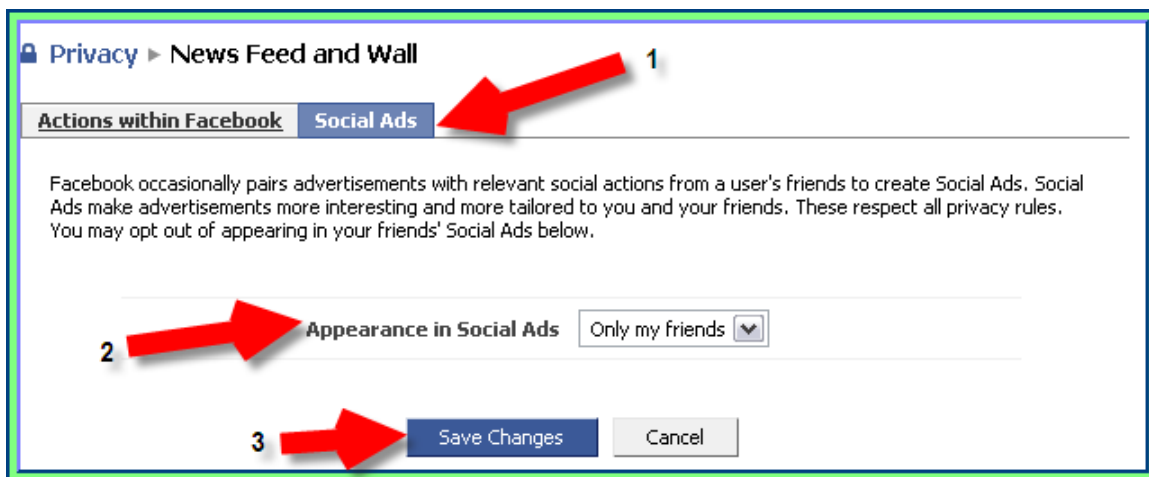 Privacy ▸ News Feed and Wall
1
Actions within Facebook Social Ads
Facebook occasionally pairs advertisements with relevant social actions from a user's friends to create Social Ads. Social
Ads make advertisements more interesting and more tailored to you and your friends. These respect all privacy rules.
You may opt out of appearing in your friends' Social Ads below.
2
Appearance in Social Ads Only my friends
3
Save Changes Cancel